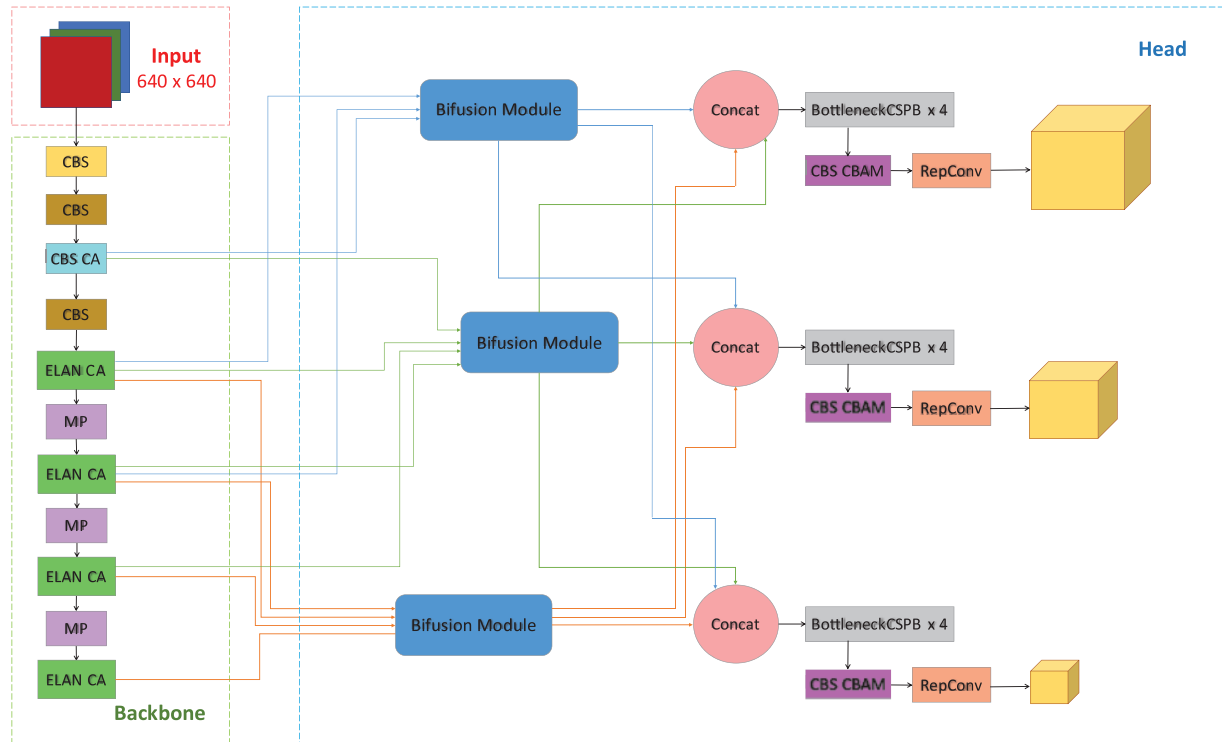 Input
640 x 640
CBS
CBS
CBS CA
CBS
ELAN CA
MP
ELAN CA
MP
ELAN CA
MP
ELAN CA
Backbone
Head
Bifusion Module
Concat
BottleneckCSPB x 4
CBS CBAM
RepConv
Bifusion Module
Concat
BottleneckCSPB x 4
CBS CBAM
RepConv
Bifusion Module
Concat
BottleneckCSPB x 4
CBS CBAM
RepConv